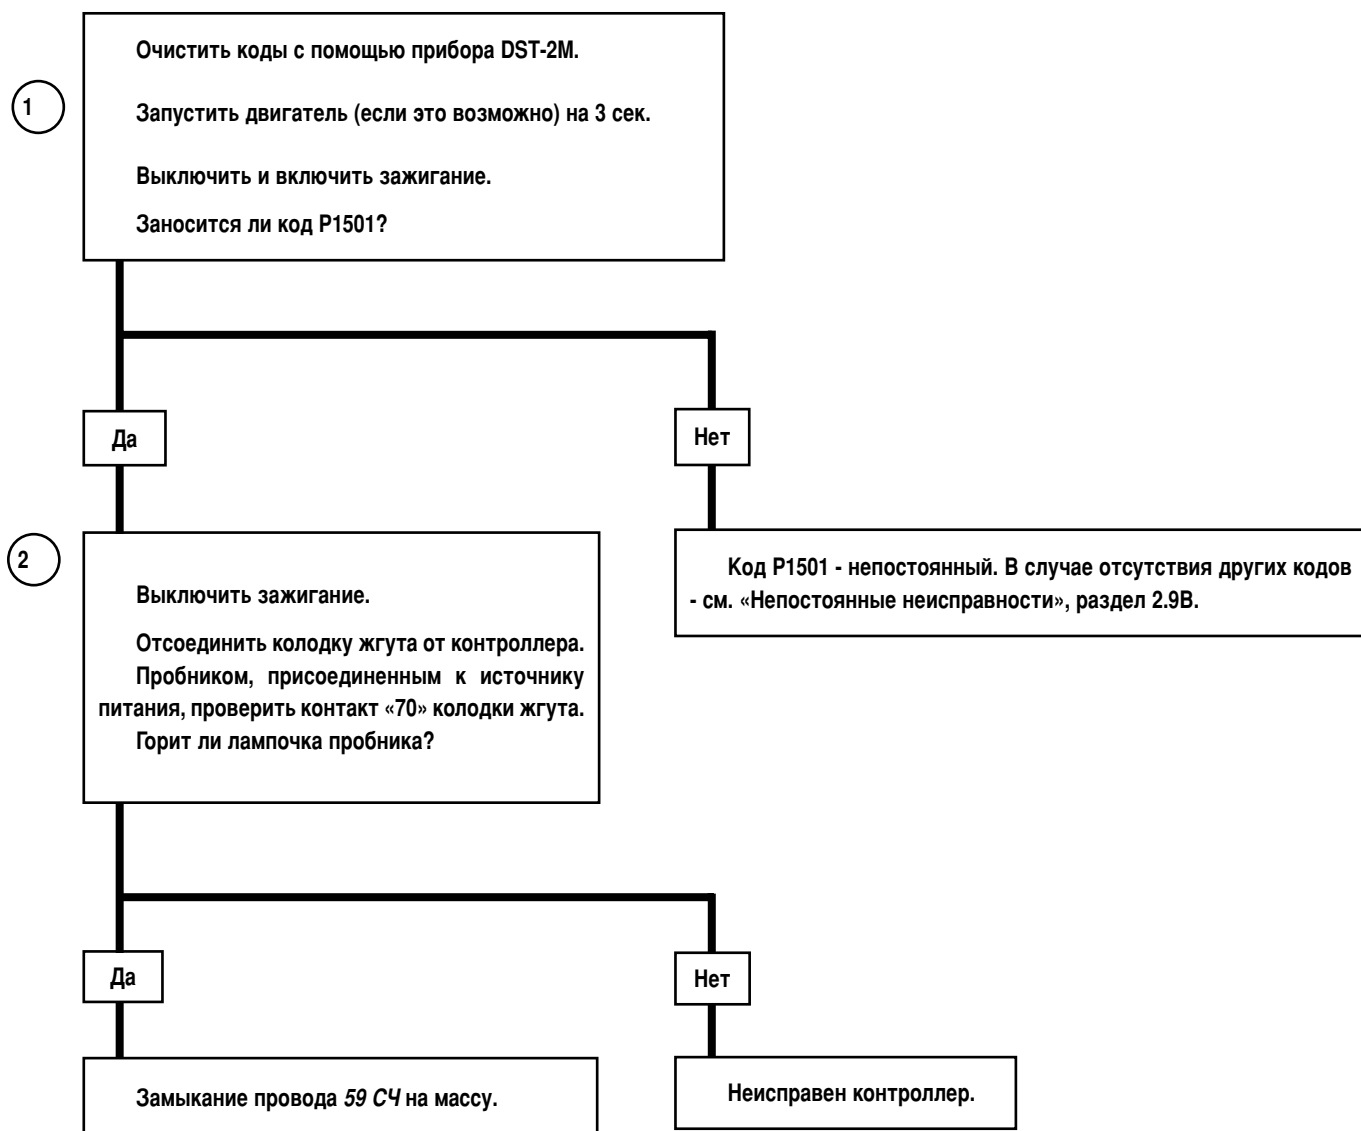 Очистить коды с помощью прибора DST-2M.
1
Запустить двигатель (если это возможно) на 3 сек.
Выключить и включить зажигание.
Заносится ли код P1501?
Да
Нет
2
Выключить зажигание.
Отсоединить колодку жгута от контроллера.
Пробником, присоединенным к источнику
питания, проверить контакт «70» колодки жгута.
Горит ли лампочка пробника?
Код P1501 - непостоянный. В случае отсутствия других кодов
- см. «Непостоянные неисправности», раздел 2.9В.
Да
Нет
Замыкание провода 59 СЧ на массу.
Неисправен контроллер.